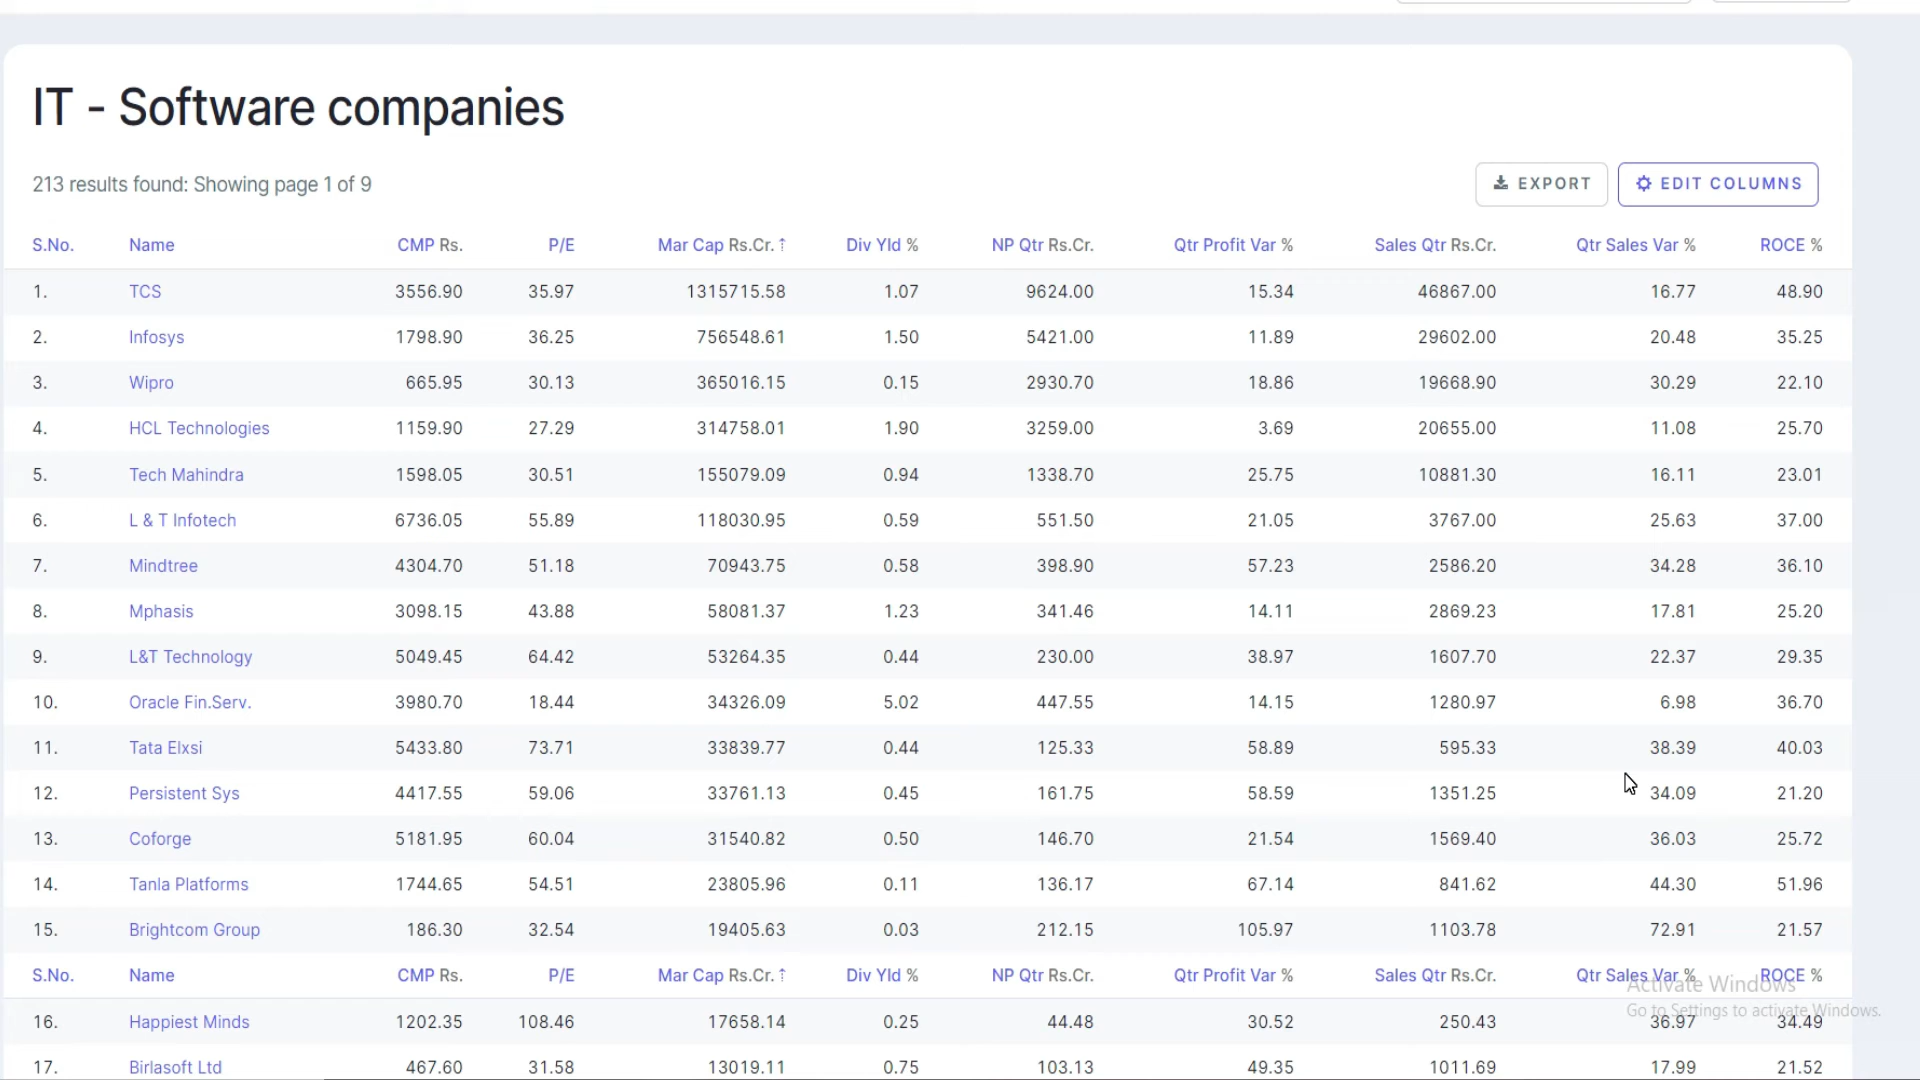 IT - Software companies
213 results found: Showing page 1 of 9
EXPORT EDIT COLUMNS
S.No. Name CMP Rs. P/E Mar Cap Rs.Cr. ↑ Div Yld % NP Qtr Rs.Cr. Qtr Profit Var % Sales Qtr Rs.Cr. Qtr Sales Var % ROCE %
1. TCS 3556.90 35.97 1315715.58 1.07 9624.00 15.34 46867.00 16.77 48.90
2. Infosys 1798.90 36.25 756548.61 1.50 5421.00 11.89 29602.00 20.48 35.25
3. Wipro 665.95 30.13 365016.15 0.15 2930.70 18.86 19668.90 30.29 22.10
4. HCL Technologies 1159.90 27.29 314758.01 1.90 3259.00 3.69 20655.00 11.08 25.70
5. Tech Mahindra 1598.05 30.51 155079.09 0.94 1338.70 25.75 10881.30 16.11 23.01
6. L & T Infotech 6736.05 55.89 118030.95 0.59 551.50 21.05 3767.00 25.63 37.00
7. Mindtree 4304.70 51.18 70943.75 0.58 398.90 57.23 2586.20 34.28 36.10
8. Mphasis 3098.15 43.88 58081.37 1.23 341.46 14.11 2869.23 17.81 25.20
9. L&T Technology 5049.45 64.42 53264.35 0.44 230.00 38.97 1607.70 22.37 29.35
10. Oracle Fin.Serv. 3980.70 18.44 34326.09 5.02 447.55 14.15 1280.97 6.98 36.70
11. Tata Elxsi 5433.80 73.71 33839.77 0.44 125.33 58.89 595.33 38.39 40.03
12. Persistent Sys 4417.55 59.06 33761.13 0.45 161.75 58.59 1351.25 34.09 21.20
13. Coforge 5181.95 60.04 31540.82 0.50 146.70 21.54 1569.40 36.03 25.72
14. Tanla Platforms 1744.65 54.51 23805.96 0.11 136.17 67.14 841.62 44.30 51.96
15. Brightcom Group 186.30 32.54 19405.63 0.03 212.15 105.97 1103.78 72.91 21.57
S.No. Name CMP Rs. P/E Mar Cap Rs.Cr. ↑ Div Yld % NP Qtr Rs.Cr. Qtr Profit Var % Sales Qtr Rs.Cr. Qtr Sales Var % ROCE %
Activate Windows
Go to Settings to activate Windows.
16. Happiest Minds 1202.35 108.46 17658.14 0.25 44.48 30.52 250.43 36.97 34.49
17. Birlasoft Ltd 467.60 31.58 13019.11 0.75 103.13 49.35 1011.69 17.99 21.52